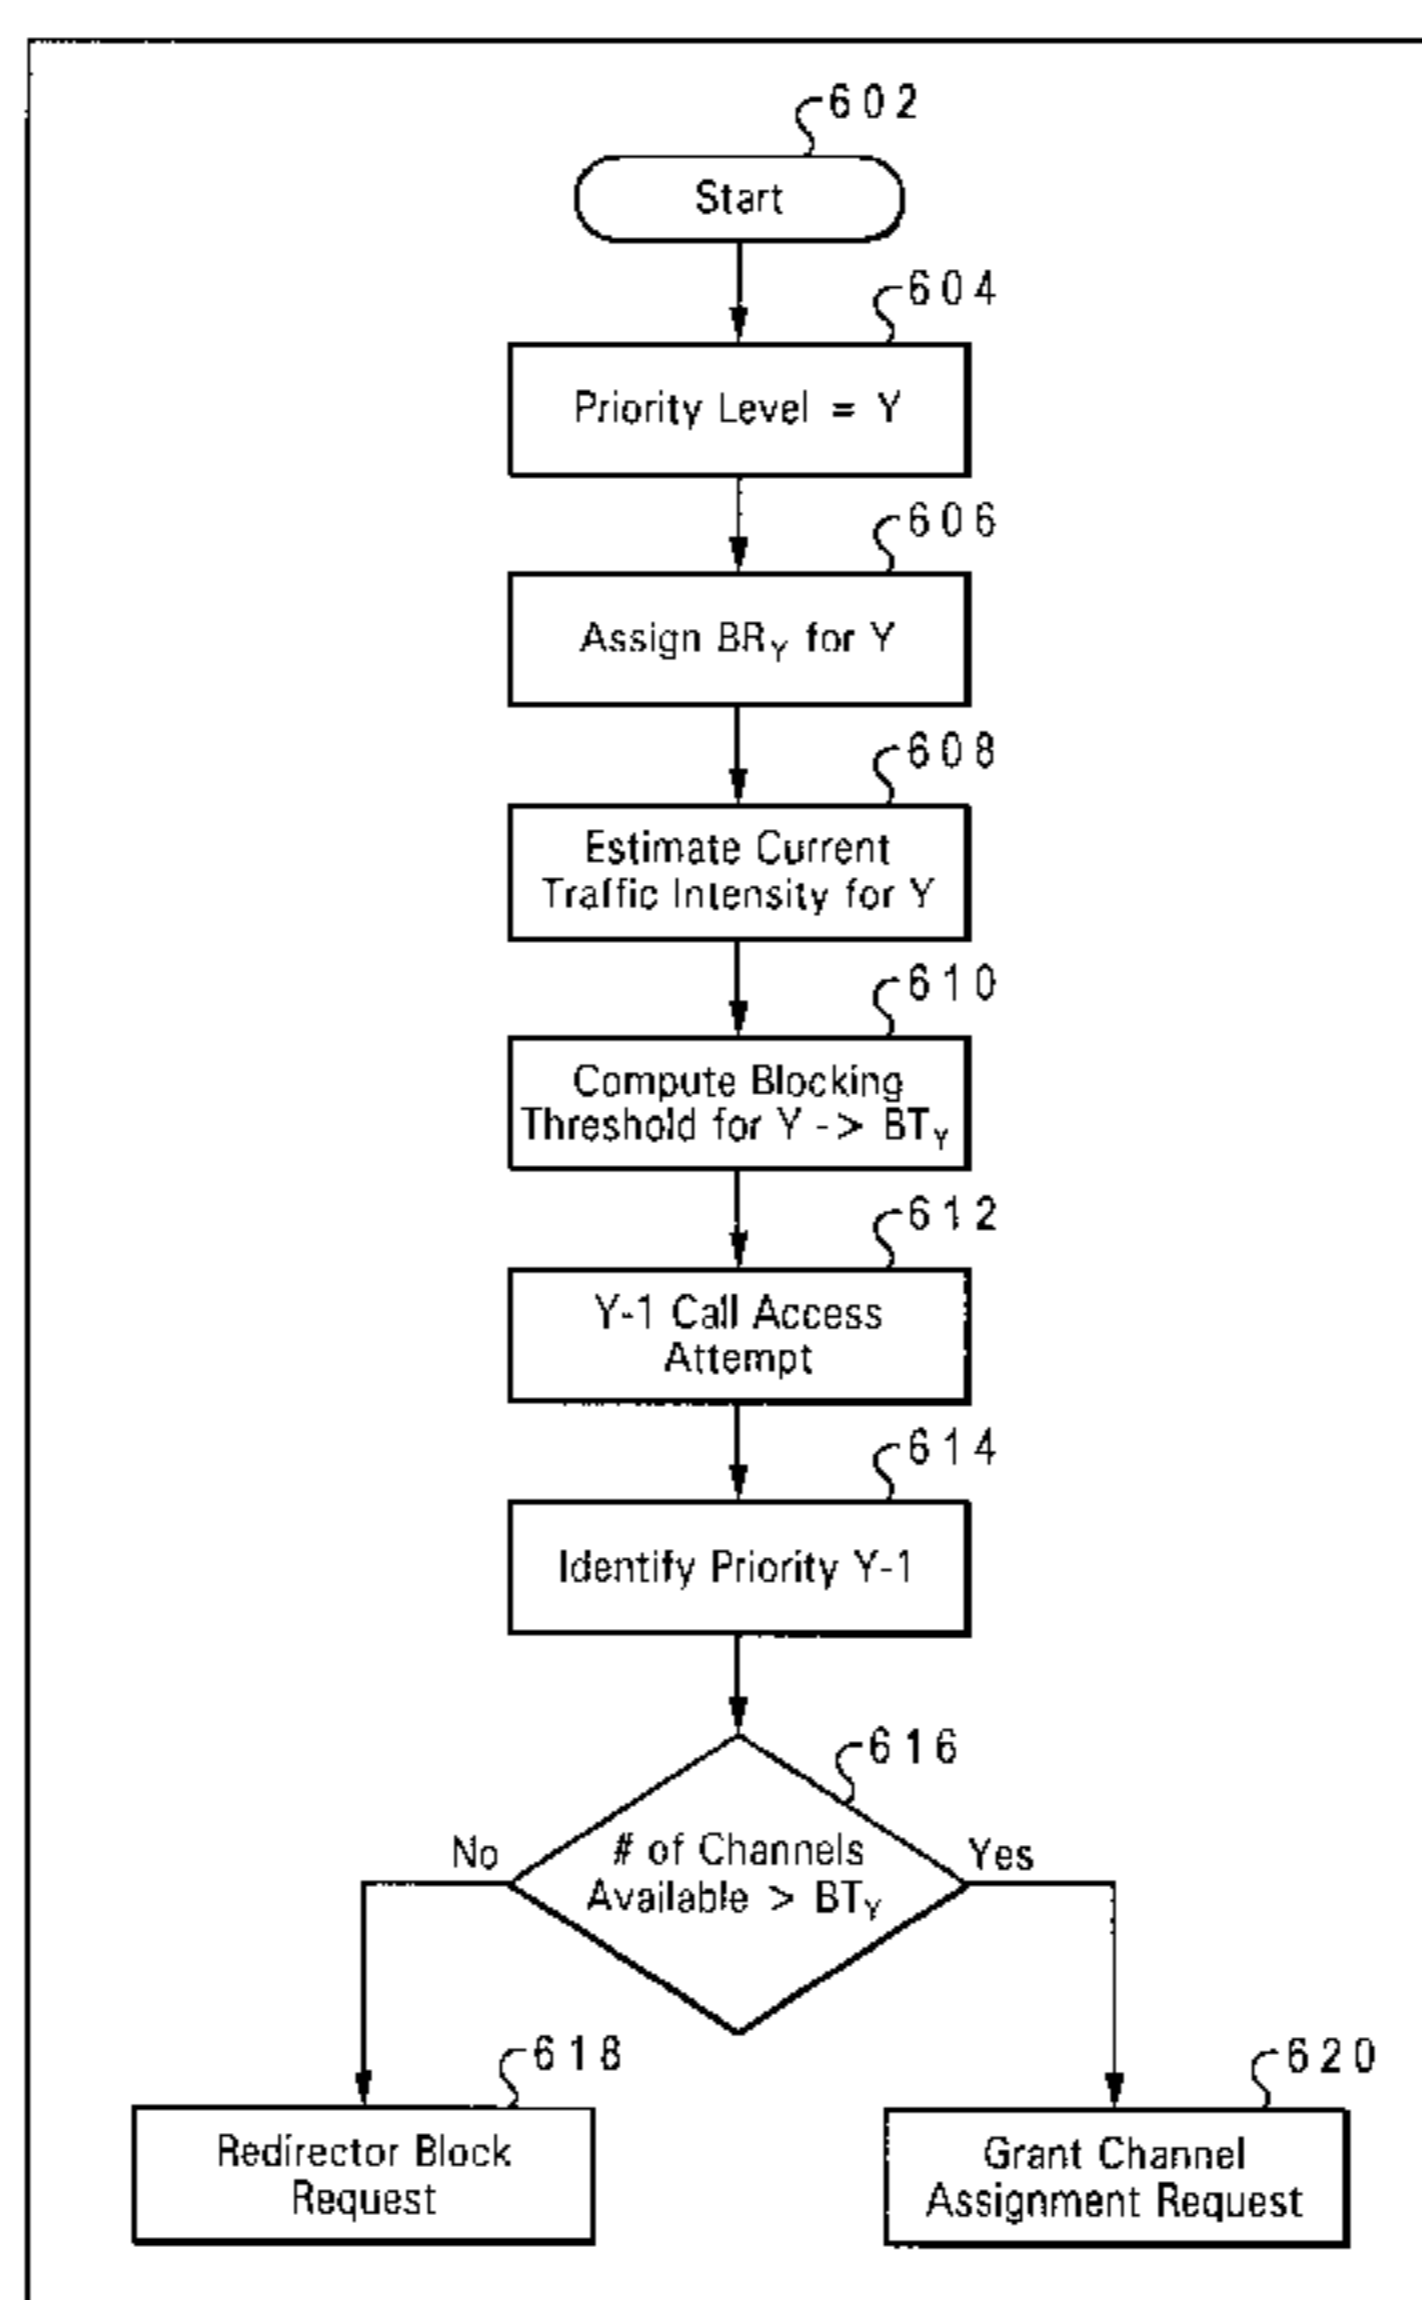 602
Start
604
Priority Level = Y
606
Assign BRY for Y
608
Estimate Current
Traffic Intensity for Y
610
Compute Blocking
Threshold for Y -> BTY
612
Y-1 Call Access
Attempt
614
Identify Priority Y-1
616
# of Channels
Available > BTY
No
Yes
618
Redirector Block
Request
620
Grant Channel
Assignment Request